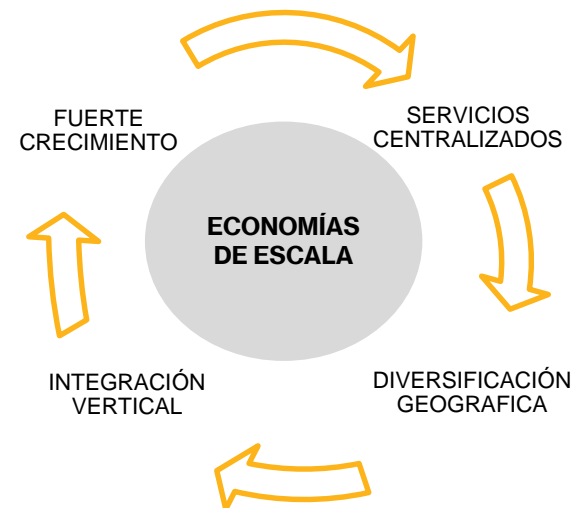 FUERTE
CRECIMIENTO
SERVICIOS
CENTRALIZADOS
ECONOMÍAS
DE ESCALA
INTEGRACIÓN
VERTICAL
DIVERSIFICACIÓN
GEOGRAFICA